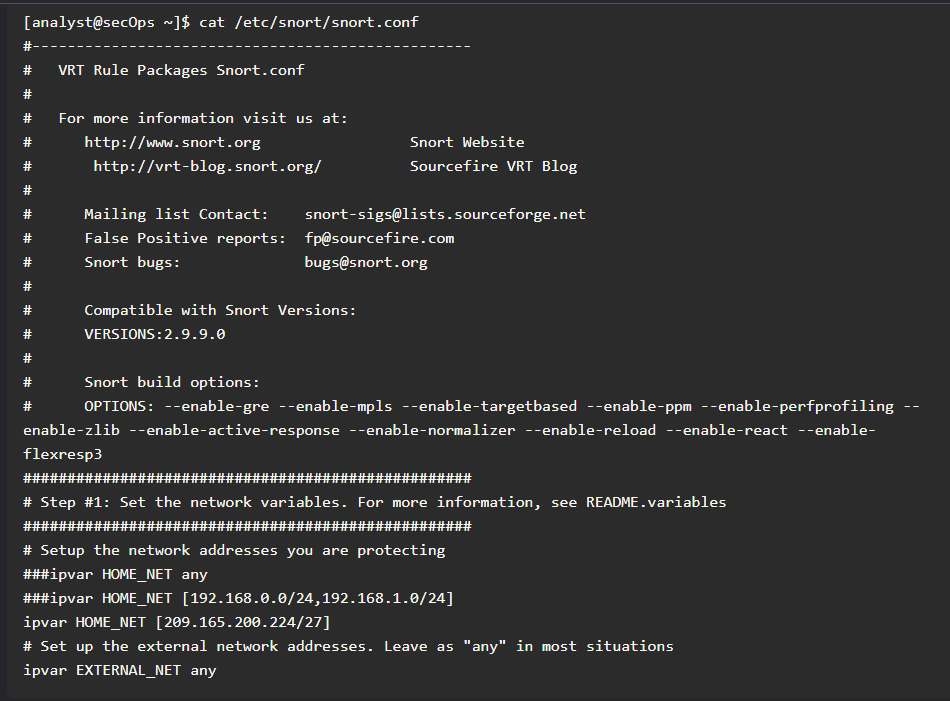 [analyst@secOps ~]$ cat /etc/snort/snort.conf
#--------------------------------------------------
#   VRT Rule Packages Snort.conf
#
#   For more information visit us at:
#      http://www.snort.org                 Snort Website
#       http://vrt-blog.snort.org/          Sourcefire VRT Blog
#
#      Mailing list Contact:    snort-sigs@lists.sourceforge.net
#      False Positive reports:  fp@sourcefire.com
#      Snort bugs:              bugs@snort.org
#
#      Compatible with Snort Versions:
#      VERSIONS:2.9.9.0
#
#      Snort build options:
#      OPTIONS: --enable-gre --enable-mpls --enable-targetbased --enable-ppm --enable-perfprofiling --
enable-zlib --enable-active-response --enable-normalizer --enable-reload --enable-react --enable-
flexresp3
###################################################
# Step #1: Set the network variables. For more information, see README.variables
###################################################
# Setup the network addresses you are protecting
###ipvar HOME_NET any
###ipvar HOME_NET [192.168.0.0/24,192.168.1.0/24]
ipvar HOME_NET [209.165.200.224/27]
# Set up the external network addresses. Leave as "any" in most situations
ipvar EXTERNAL_NET any